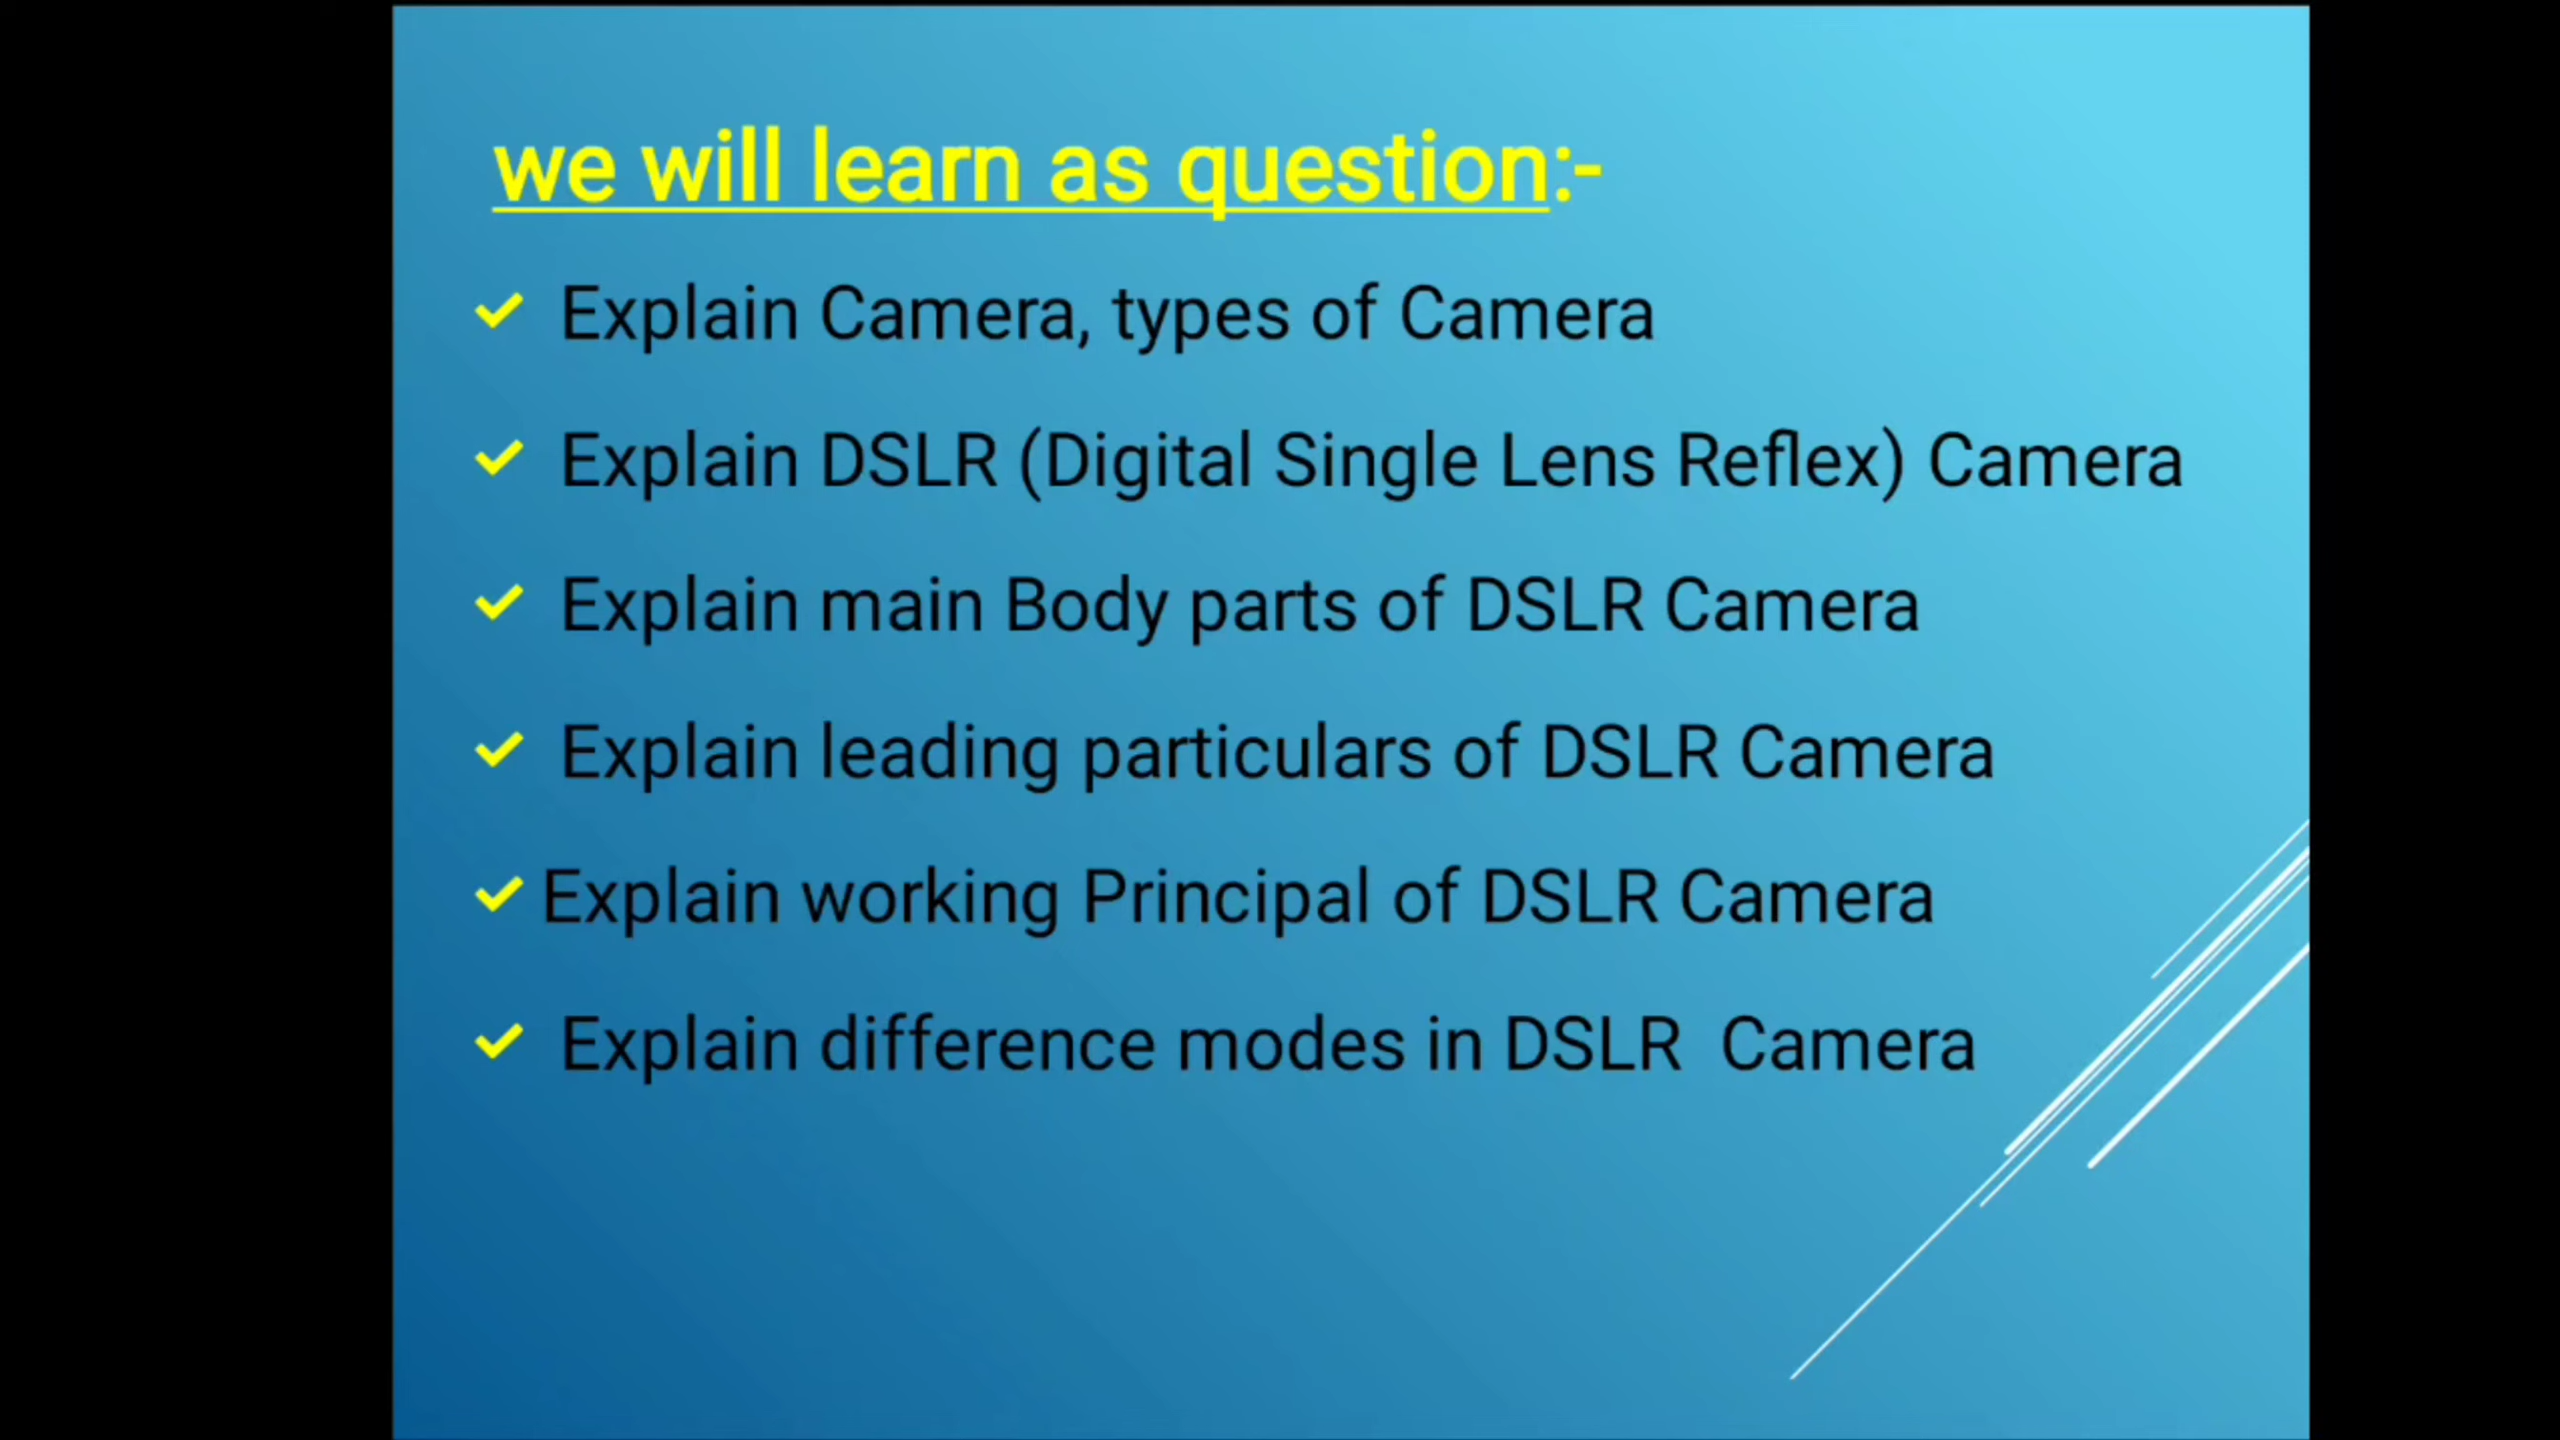 we will learn as question:-
Explain Camera, types of Camera
Explain DSLR (Digital Single Lens Reflex) Camera
Explain main Body parts of DSLR Camera
Explain leading particulars of DSLR Camera
Explain working Principal of DSLR Camera
Explain difference modes in DSLR  Camera